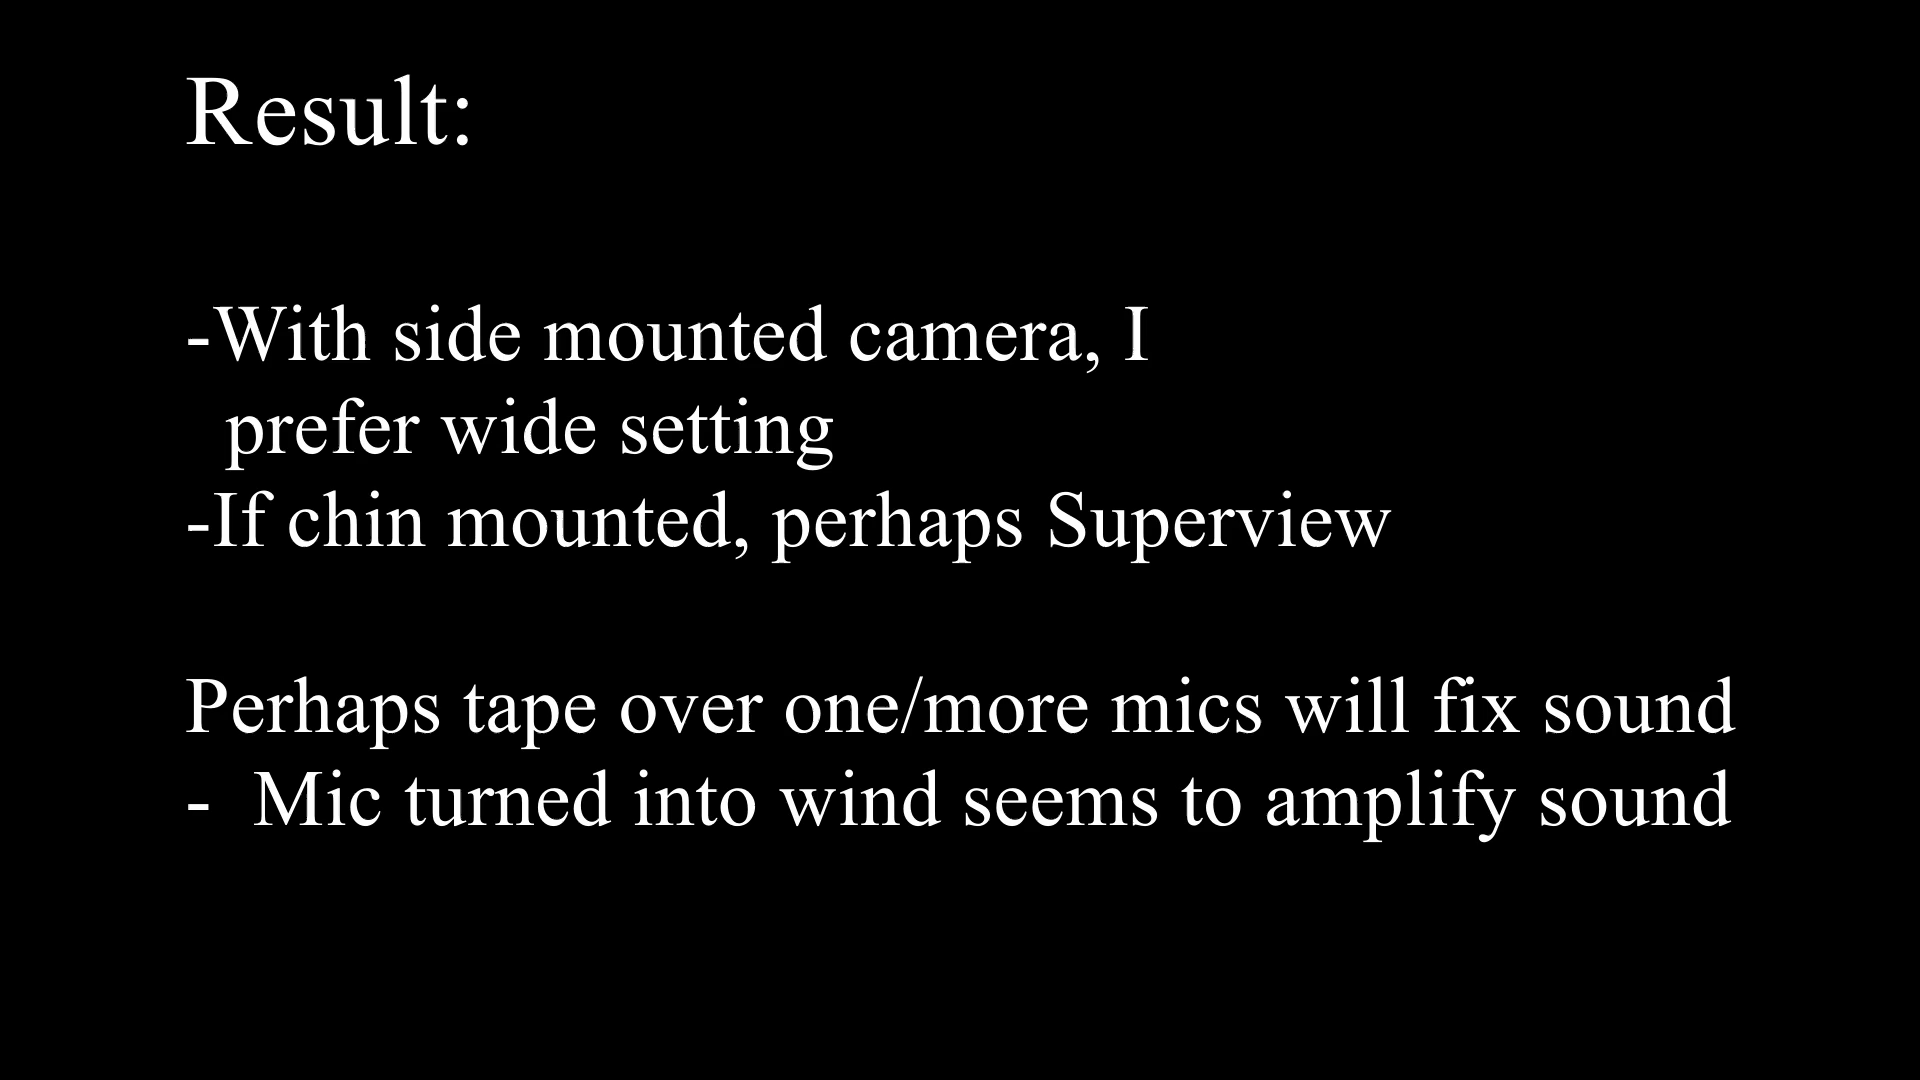 Result:
-With side mounted camera, I
prefer wide setting
-If chin mounted, perhaps Superview
Perhaps tape over one/more mics will fix sound
- Mic turned into wind seems to amplify sound